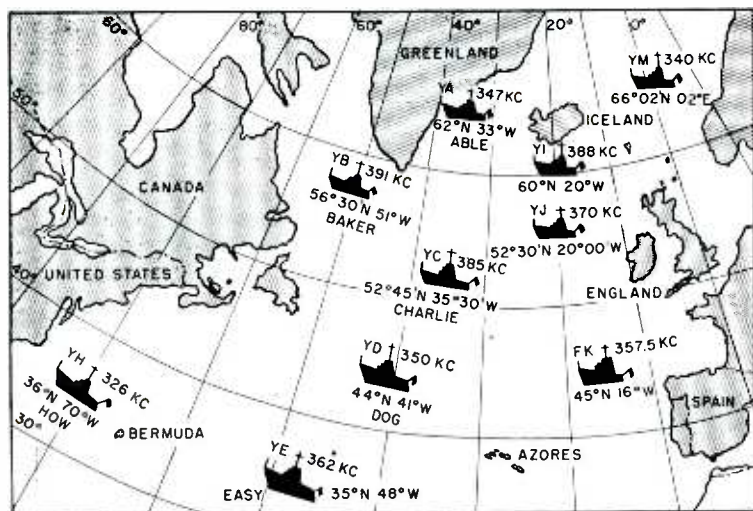 80°
60°
40°
20°
0°
60°
GREENLAND
YM 340 KC
66°02'N 02°E
YA 347KC
62°N 33°W
ABLE
ICELAND
50°
YI 388 KC
60°N 20°W
CANADA
YB 391 KC
56°30'N 51°W
BAKER
YJ 370 KC
52°30'N 20°00'W
YC 385 KC
52°45'N 35°30'W
CHARLIE
40°
UNITED STATES
ENGLAND
YH 326 KC
36°N 70°W
HOW
YD 350 KC
44°N 41°W
DOG
FK 357.5 KC
45°N 16°W
SPAIN
30°
BERMUDA
YE 362 KC
35°N 48°W
EASY
AZORES